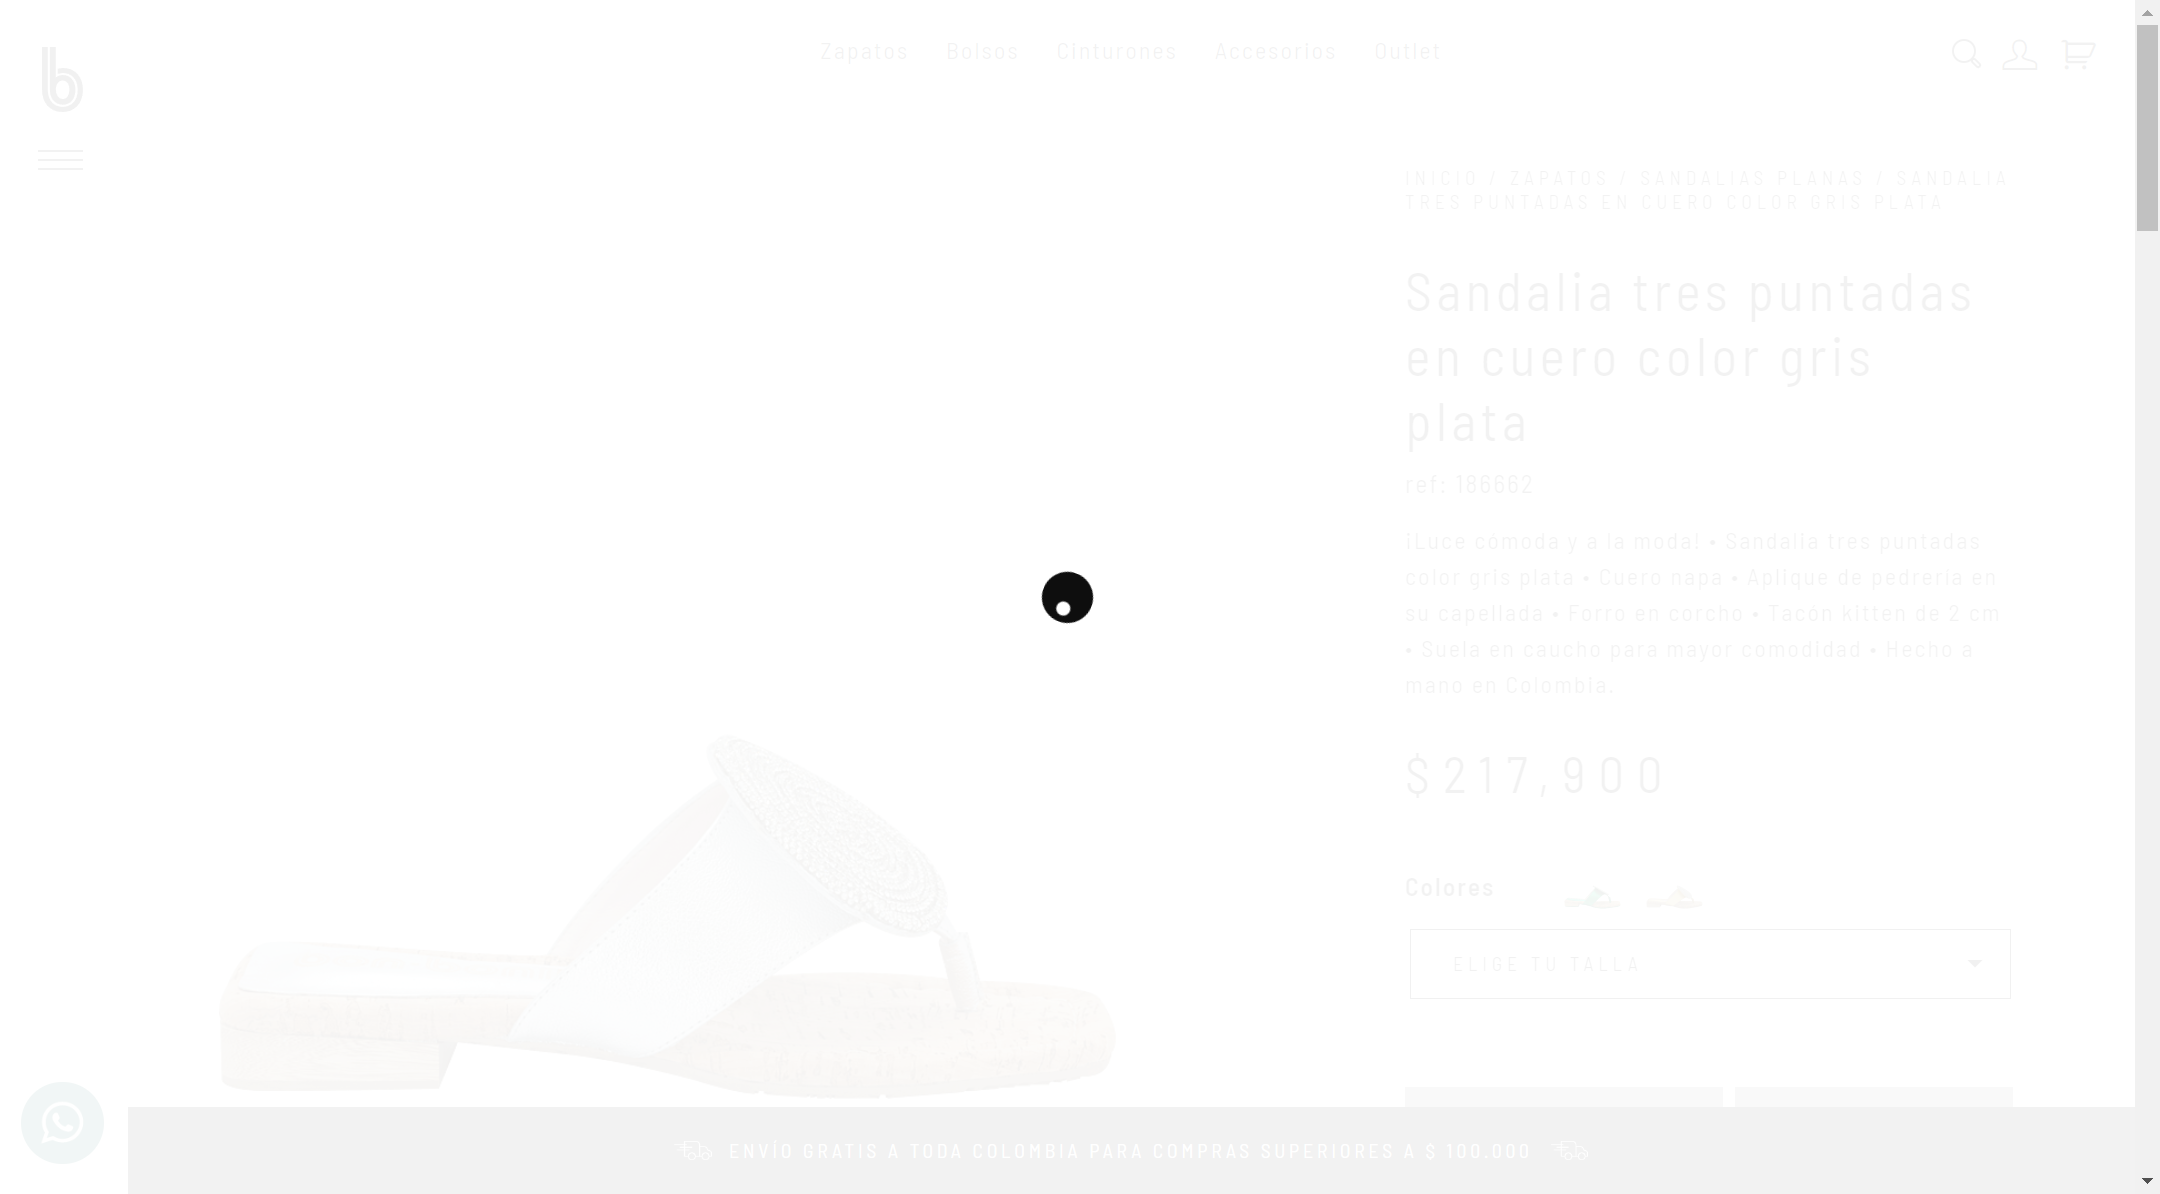 b
Zapatos Bolsos Cinturones Accesorios Outlet
INICIO / ZAPATOS / SANDALIAS PLANAS / SANDALIA
TRES PUNTADAS EN CUERO COLOR GRIS PLATA
Sandalia tres puntadas
en cuero color gris
plata
ref: 186662
¡Luce cómoda y a la moda! • Sandalia tres puntadas
color gris plata • Cuero napa • Aplique de pedrería en
su capellada • Forro en corcho • Tacón kitten de 2 cm
• Suela en caucho para mayor comodidad • Hecho a
mano en Colombia.
$217,900
Colores
ELIGE TU TALLA
ENVÍO GRATIS A TODA COLOMBIA PARA COMPRAS SUPERIORES A $ 100.000